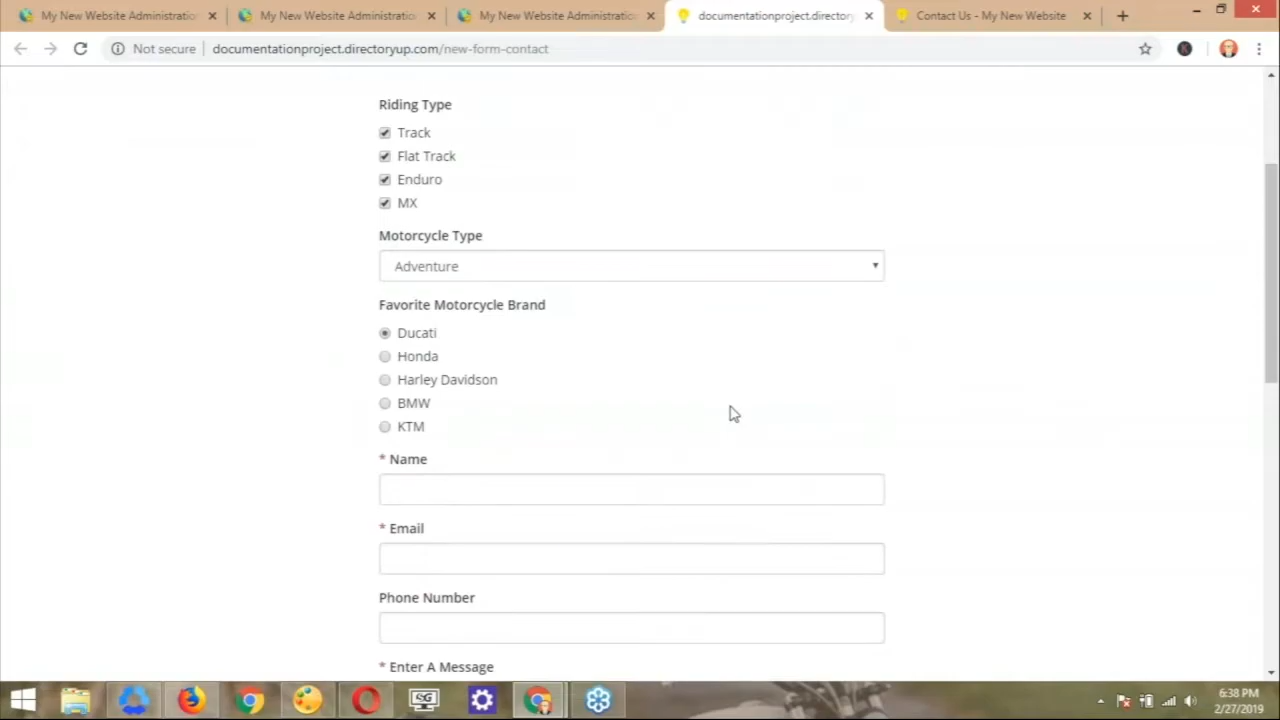 My New Website Administratio
My New Website Administratio
My New Website Administratio
documentationproject.directory
Contact Us - My New Website
Not secure
documentationproject.directoryup.com/new-form-contact
Riding Type
Track
Flat Track
Enduro
MX
Motorcycle Type
Adventure
Favorite Motorcycle Brand
Ducati
Honda
Harley Davidson
BMW
KTM
* Name
* Email
Phone Number
* Enter A Message
SG
6:38 PM
2/27/2019